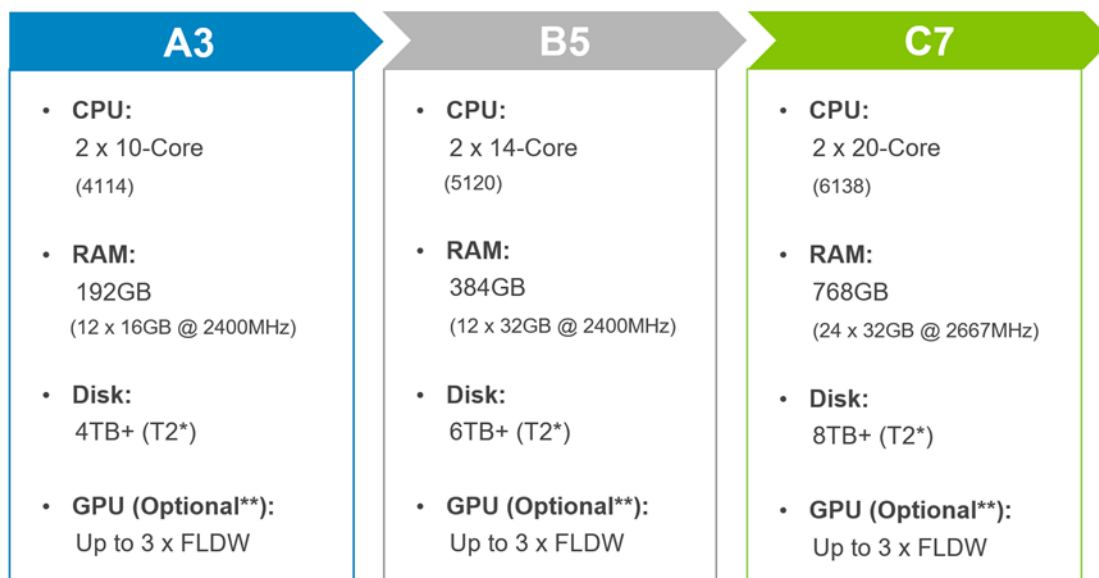 A3
• CPU:
2 x 10-Core
(4114)
• RAM:
192GB
(12 x 16GB @ 2400MHz)
• Disk:
4TB+ (T2*)
• GPU (Optional**):
Up to 3 x FLDW
B5
• CPU:
2 x 14-Core
(5120)
• RAM:
384GB
(12 x 32GB @ 2400MHz)
• Disk:
6TB+ (T2*)
• GPU (Optional**):
Up to 3 x FLDW
C7
• CPU:
2 x 20-Core
(6138)
• RAM:
768GB
(24 x 32GB @ 2667MHz)
• Disk:
8TB+ (T2*)
• GPU (Optional**):
Up to 3 x FLDW